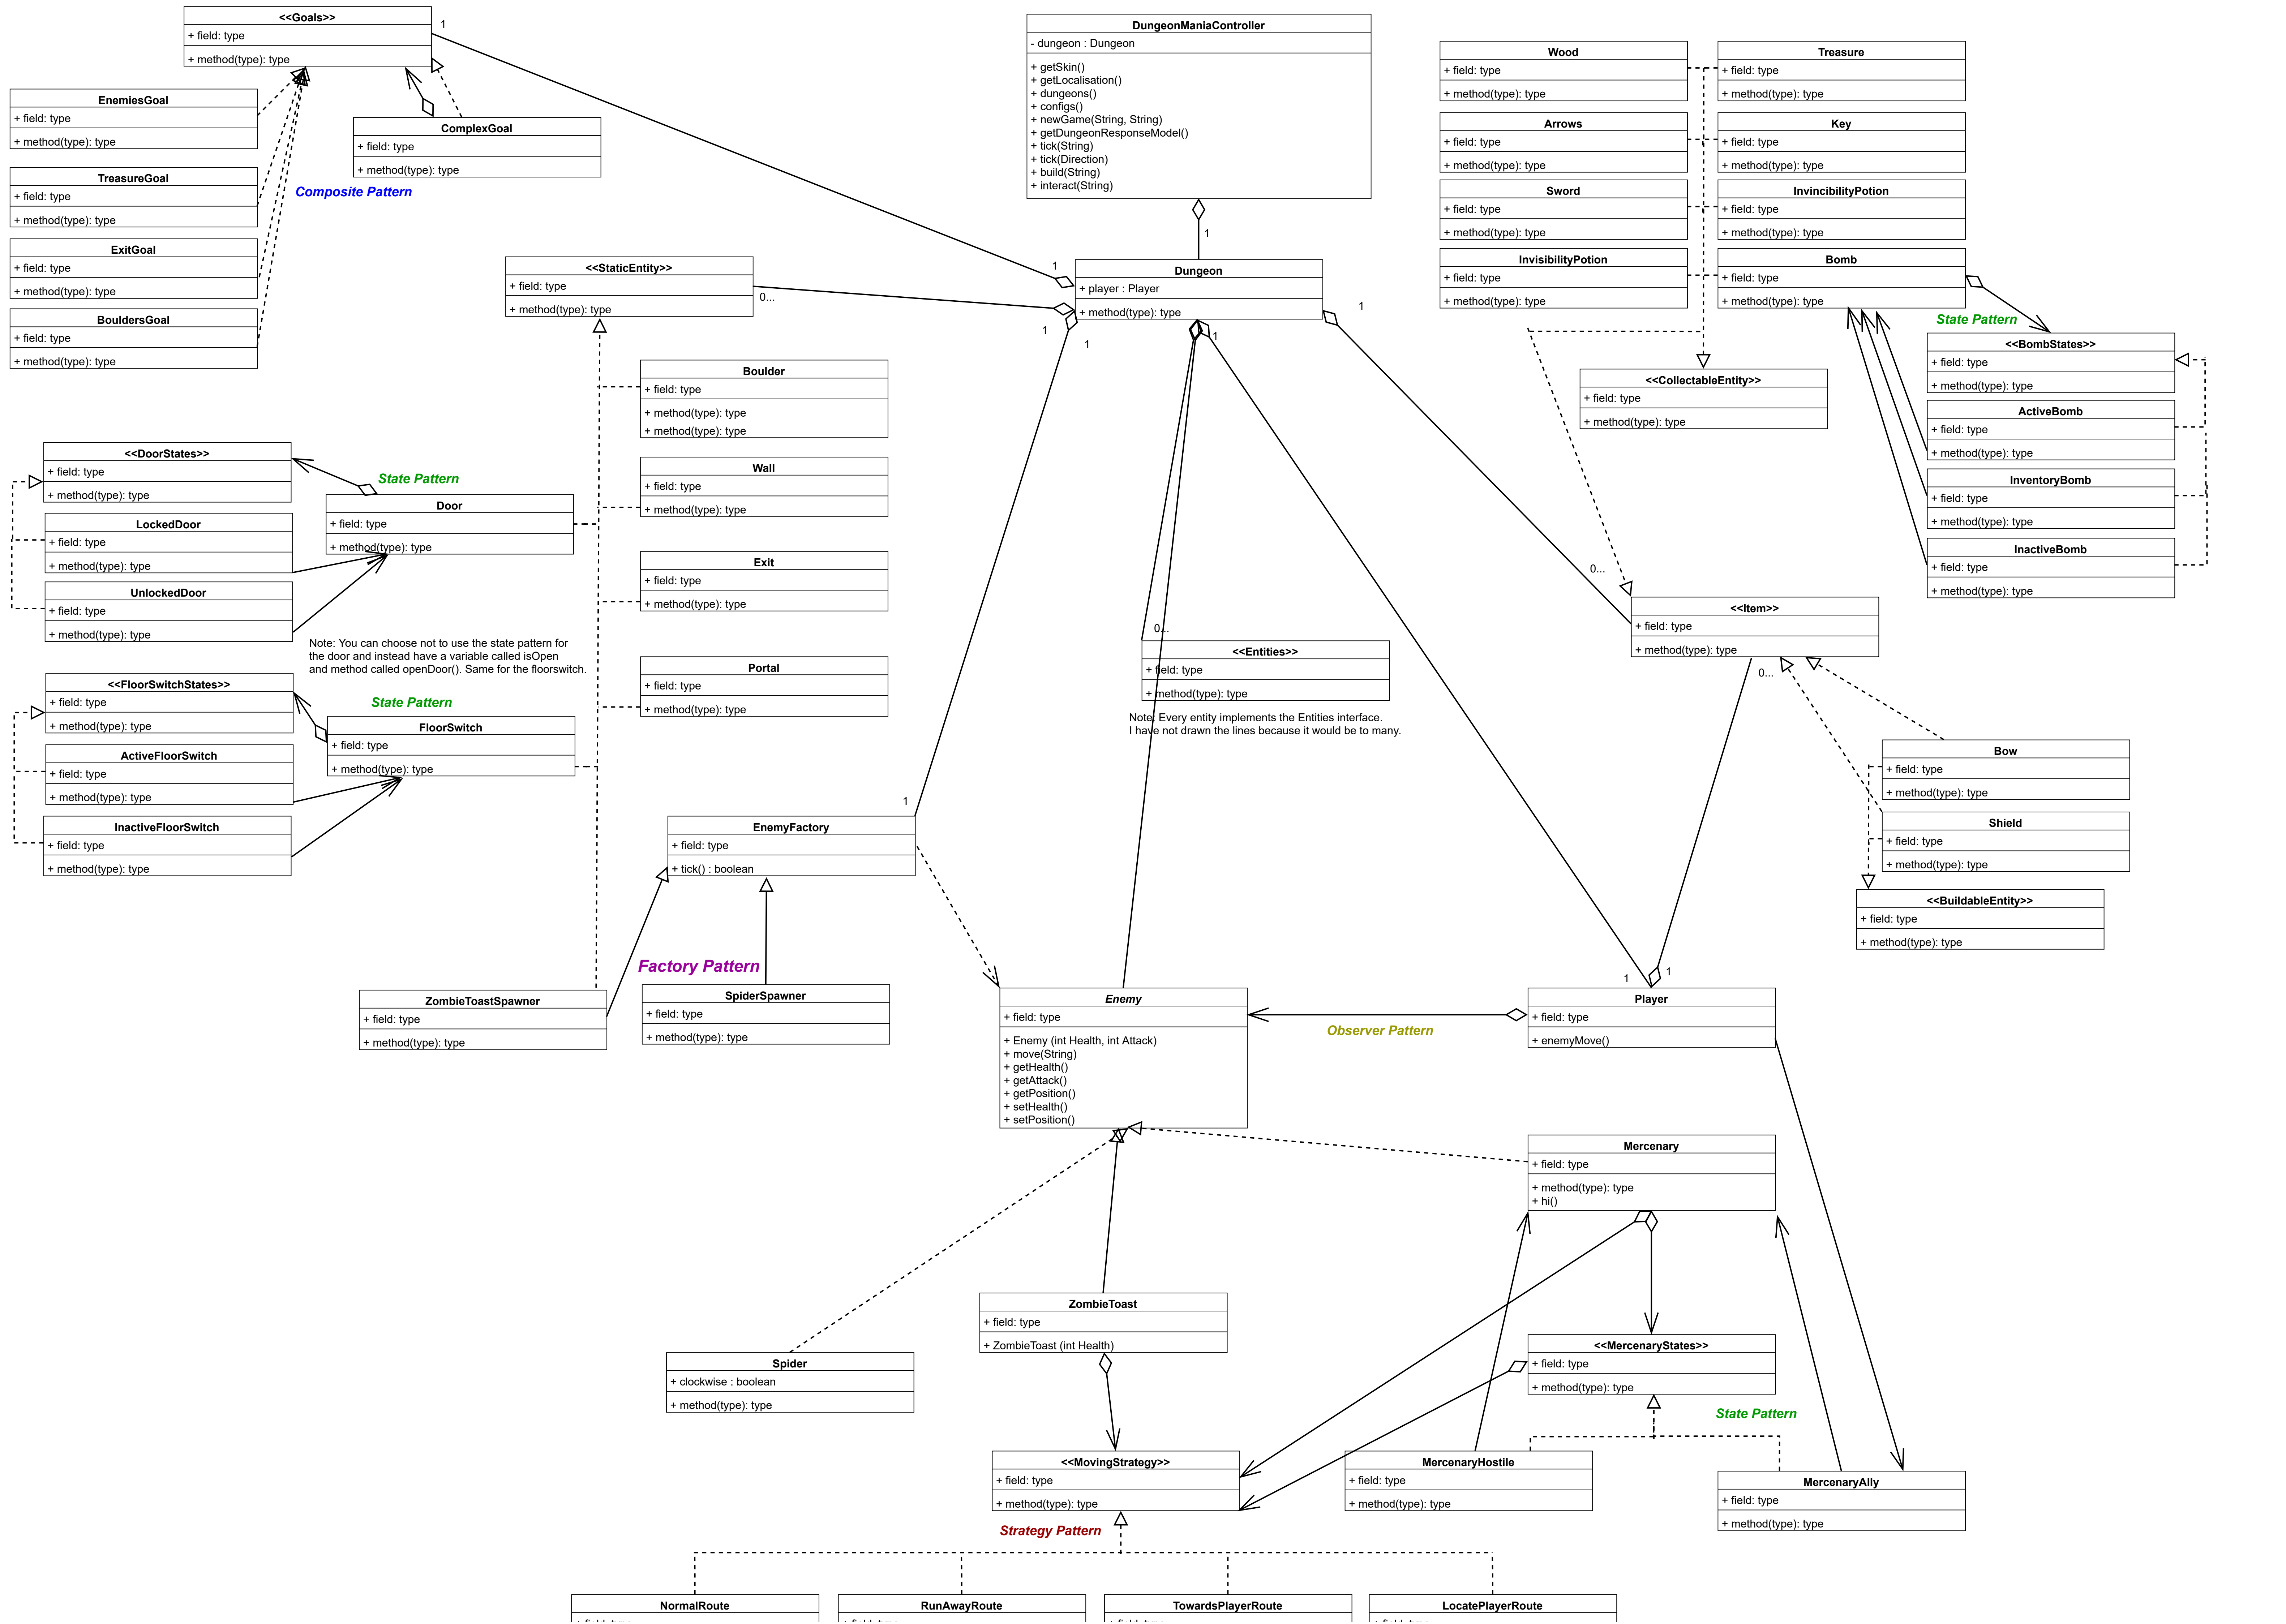 <<Goals>>
+ field: type
+ method(type): type
1
EnemiesGoal
+ field: type
+ method(type): type
ComplexGoal
+ field: type
+ method(type): type
TreasureGoal
+ field: type
+ method(type): type
Composite Pattern
ExitGoal
+ field: type
+ method(type): type
BouldersGoal
+ field: type
+ method(type): type
DungeonManiaController
- dungeon : Dungeon
+ getSkin()
+ getLocalisation()
+ dungeons()
+ configs()
+ newGame(String, String)
+ getDungeonResponseModel()
+ tick(String)
+ tick(Direction)
+ build(String)
+ interact(String)
1
Wood
+ field: type
+ method(type): type
Treasure
+ field: type
+ method(type): type
Arrows
+ field: type
+ method(type): type
Key
+ field: type
+ method(type): type
Sword
+ field: type
+ method(type): type
InvincibilityPotion
+ field: type
+ method(type): type
InvisibilityPotion
+ field: type
+ method(type): type
Bomb
+ field: type
+ method(type): type
State Pattern
<<BombStates>>
+ field: type
+ method(type): type
ActiveBomb
+ field: type
+ method(type): type
InventoryBomb
+ field: type
+ method(type): type
InactiveBomb
+ field: type
+ method(type): type
<<CollectableEntity>>
+ field: type
+ method(type): type
<<StaticEntity>>
+ field: type
+ method(type): type
0...
1
Dungeon
+ player : Player
+ method(type): type
1
1
1
1
Boulder
+ field: type
+ method(type): type
+ method(type): type
Wall
+ field: type
+ method(type): type
Exit
+ field: type
+ method(type): type
Portal
+ field: type
+ method(type): type
<<DoorStates>>
+ field: type
+ method(type): type
State Pattern
Door
+ field: type
+ method(type): type
LockedDoor
+ field: type
+ method(type): type
UnlockedDoor
+ field: type
+ method(type): type
Note: You can choose not to use the state pattern for
the door and instead have a variable called isOpen
and method called openDoor(). Same for the floorswitch.
<<FloorSwitchStates>>
+ field: type
+ method(type): type
State Pattern
FloorSwitch
+ field: type
+ method(type): type
ActiveFloorSwitch
+ field: type
+ method(type): type
InactiveFloorSwitch
+ field: type
+ method(type): type
0...
<<Entities>>
+ field: type
+ method(type): type
Note: Every entity implements the Entities interface.
I have not drawn the lines because it would be to many.
0...
<<Item>>
+ field: type
+ method(type): type
0...
Bow
+ field: type
+ method(type): type
Shield
+ field: type
+ method(type): type
<<BuildableEntity>>
+ field: type
+ method(type): type
1
EnemyFactory
+ field: type
+ tick() : boolean
Factory Pattern
ZombieToastSpawner
+ field: type
+ method(type): type
SpiderSpawner
+ field: type
+ method(type): type
Enemy
+ field: type
+ Enemy (int Health, int Attack)
+ move(String)
+ getHealth()
+ getAttack()
+ getPosition()
+ setHealth()
+ setPosition()
Observer Pattern
1
1
Player
+ field: type
+ enemyMove()
Mercenary
+ field: type
+ method(type): type
+ hi()
ZombieToast
+ field: type
+ ZombieToast (int Health)
Spider
+ clockwise : boolean
+ method(type): type
<<MercenaryStates>>
+ field: type
+ method(type): type
State Pattern
<<MovingStrategy>>
+ field: type
+ method(type): type
MercenaryHostile
+ field: type
+ method(type): type
MercenaryAlly
+ field: type
+ method(type): type
Strategy Pattern
NormalRoute
RunAwayRoute
TowardsPlayerRoute
LocatePlayerRoute